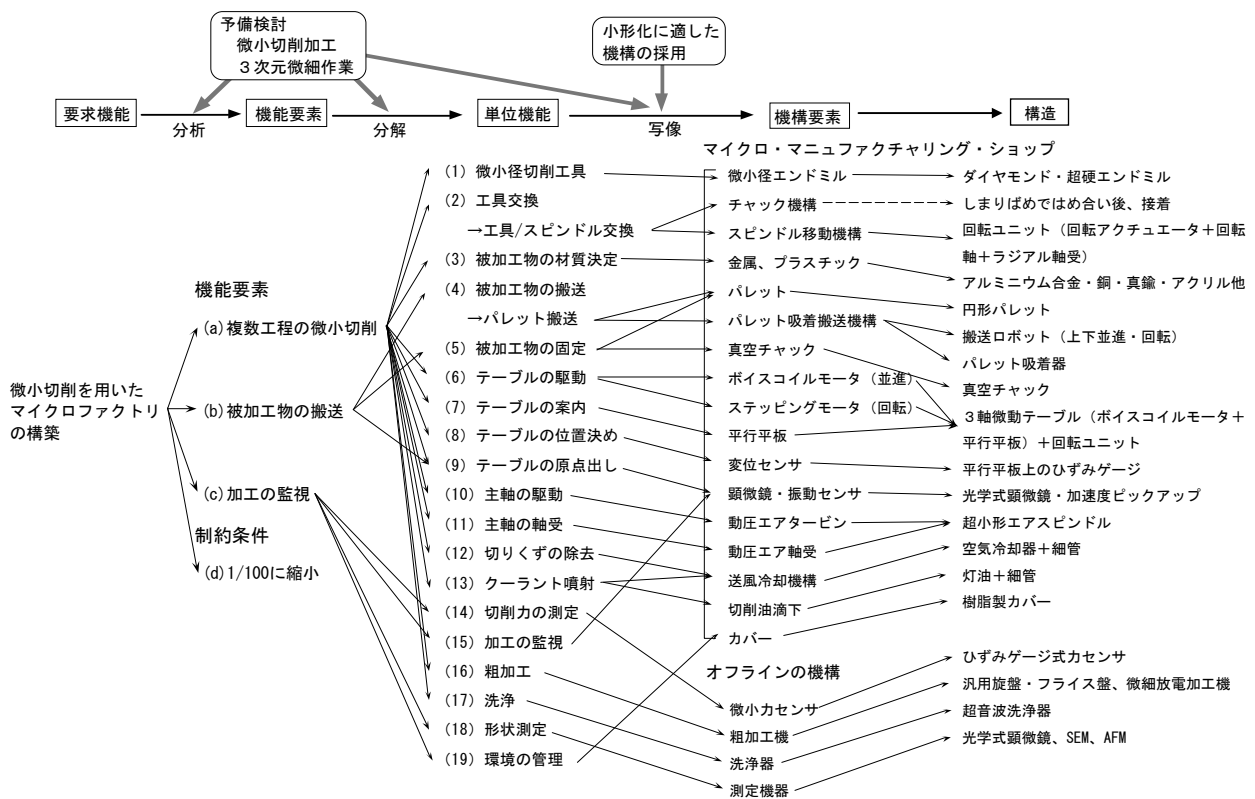 予備検討
微小切削加工
３次元微細作業
小形化に適した
機構の採用
要求機能
分析
機能要素
分解
単位機能
写像
機構要素
構造
微小切削を用いた
マイクロファクトリ
の構築
機能要素
(a)複数工程の微小切削
(b)被加工物の搬送
(c)加工の監視
制約条件
(d)1/100に縮小
(1) 微小径切削工具
(2) 工具交換
→工具/スピンドル交換
(3) 被加工物の材質決定
(4) 被加工物の搬送
→パレット搬送
(5) 被加工物の固定
(6) テーブルの駆動
(7) テーブルの案内
(8) テーブルの位置決め
(9) テーブルの原点出し
(10) 主軸の駆動
(11) 主軸の軸受
(12) 切りくずの除去
(13) クーラント噴射
(14) 切削力の測定
(15) 加工の監視
(16) 粗加工
(17) 洗浄
(18) 形状測定
(19) 環境の管理
マイクロ・マニュファクチャリング・ショップ
微小径エンドミル
チャック機構
スピンドル移動機構
金属、プラスチック
パレット
パレット吸着搬送機構
真空チャック
ボイスコイルモータ（並進）
ステッピングモータ（回転）
平行平板
変位センサ
顕微鏡・振動センサ
動圧エアタービン
動圧エア軸受
送風冷却機構
切削油滴下
カバー
オフラインの機構
微小力センサ
粗加工機
洗浄器
測定機器
ダイヤモンド・超硬エンドミル
しまりばめではめ合い後、接着
回転ユニット（回転アクチュエータ＋回転
軸＋ラジアル軸受）
アルミニウム合金・銅・真鍮・アクリル他
円形パレット
搬送ロボット（上下並進・回転）
パレット吸着器
真空チャック
３軸微動テーブル（ボイスコイルモータ＋
平行平板）＋回転ユニット
平行平板上のひずみゲージ
光学式顕微鏡・加速度ピックアップ
超小形エアスピンドル
空気冷却器＋細管
灯油＋細管
樹脂製カバー
ひずみゲージ式力センサ
汎用旋盤・フライス盤、微細放電加工機
超音波洗浄器
光学式顕微鏡、SEM、AFM